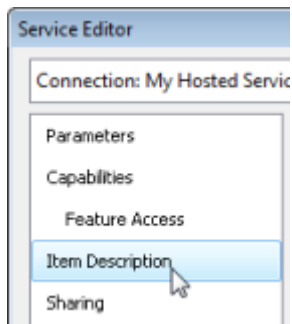 Service Editor
Connection: My Hosted Servic
Parameters
Capabilities
Feature Access
Item Description
Sharing